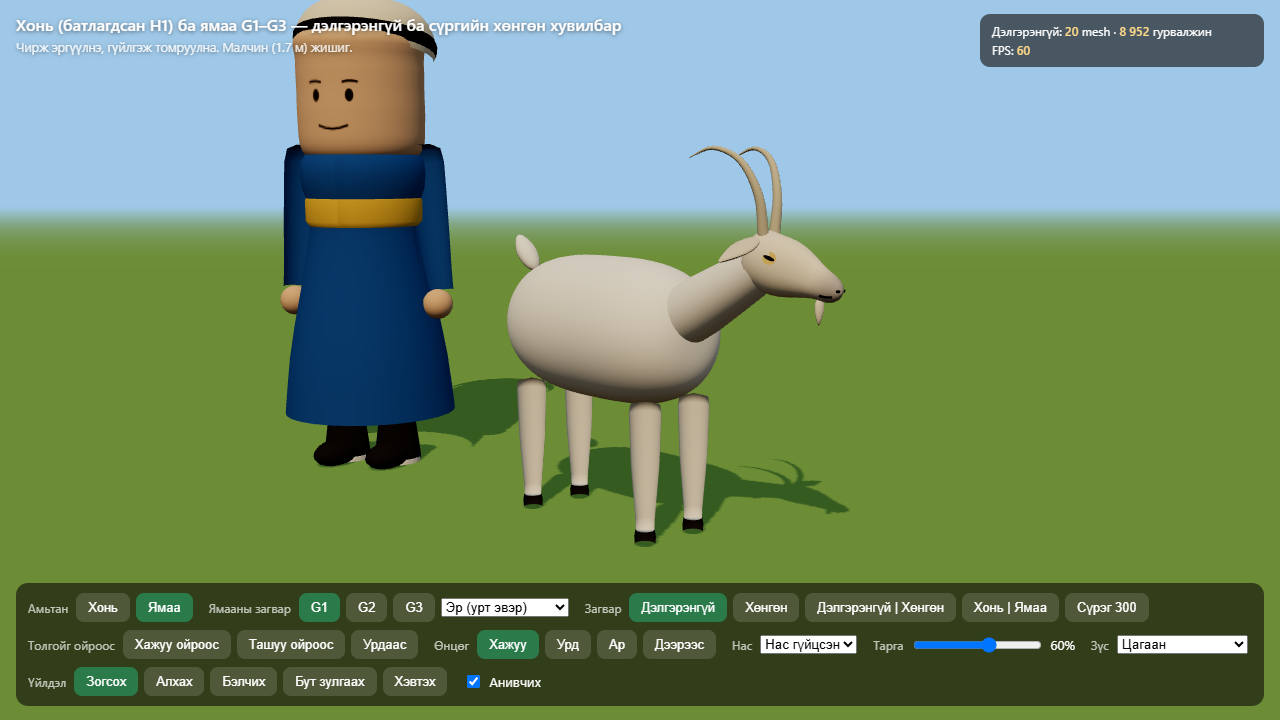 Хонь (батлагдсан H1) ба ямаа G1–G3 — дэлгэрэнгүй ба сүргийн хөнгөн хувилбар
Чирж эргүүлнэ, гүйлгэж томруулна. Малчин (1.7 м) жишиг.
Дэлгэрэнгүй: 20 mesh · 8 952 гурвалжин
FPS: 60
Амьтан Хонь Ямаа Ямааны загвар G1 G2 G3 Эр (урт эвэр) Загвар Дэлгэрэнгүй Хөнгөн Дэлгэрэнгүй | Хөнгөн Хонь | Ямаа Сүрэг 300
Толгойг ойроос Хажуу ойроос Ташуу ойроос Урдаас Өнцөг Хажуу Урд Ар Дээрээс Нас Нас гүйцсэн Тарга 60% Зүс Цагаан
Үйлдэл Зогсох Алхах Бэлчих Бут зулгаах Хэвтэх Анивчих